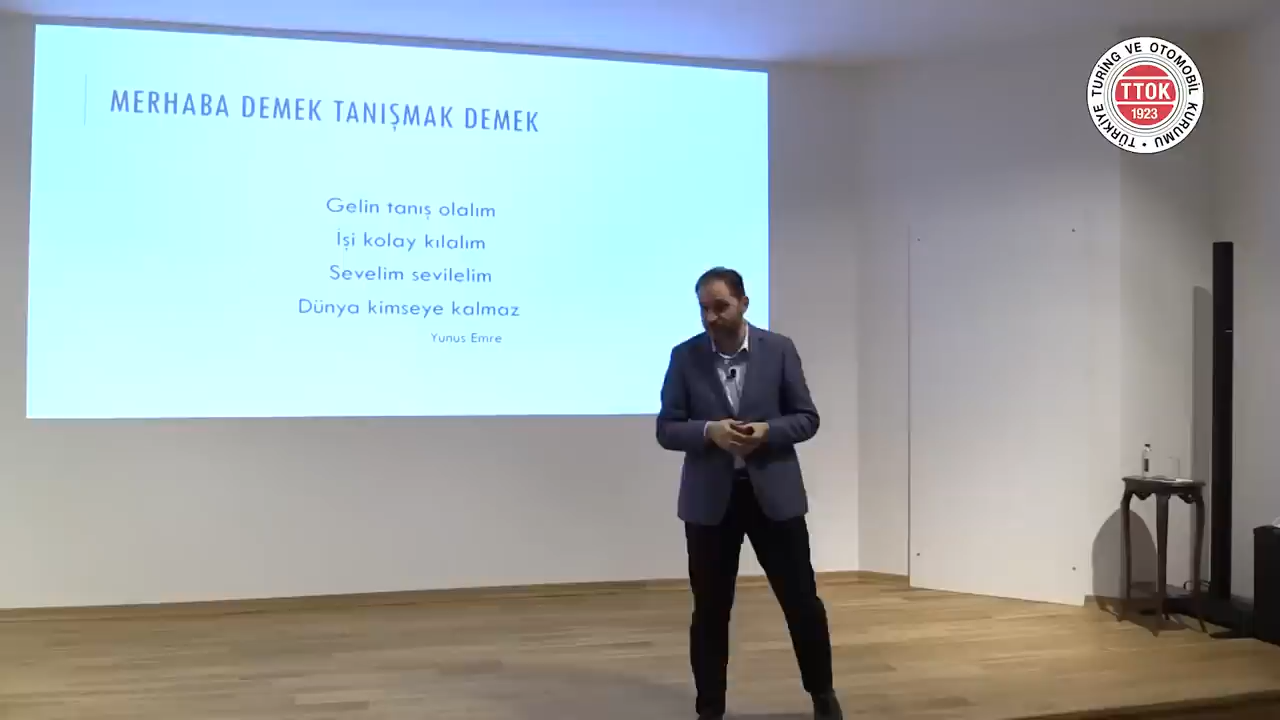 MERHABA DEMEK TANIŞMAK DEMEK
Gelin tanış olalım
İşi kolay kılalım
Sevelim sevilelim
Dünya kimseye kalmaz
Yunus Emre
TÜRKİYE TURİNG VE OTOMOBİL KURUMU
TTOK
1923